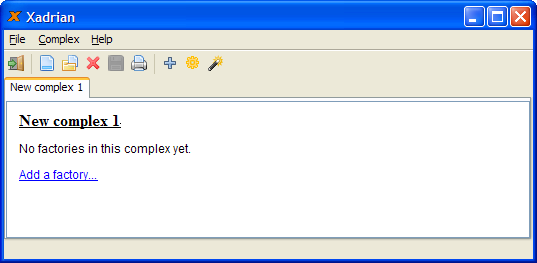 Xadrian
File Complex Help
New complex 1
New complex 1
No factories in this complex yet.
Add a factory...